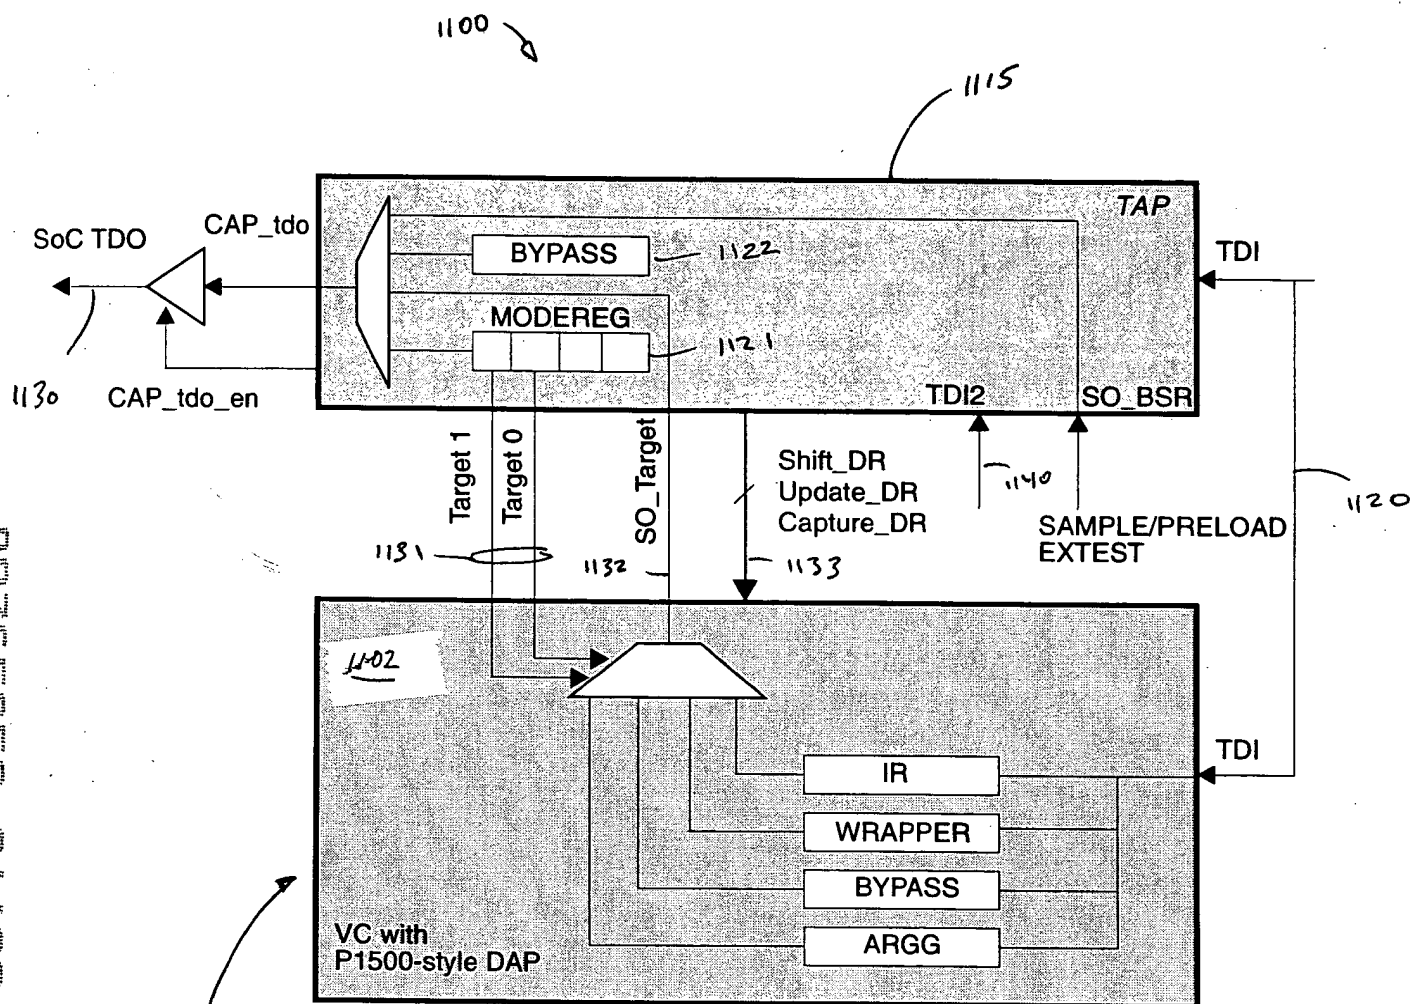 1100
1115
TAP
CAP_tdo
SoC TDO
BYPASS
1122
TDI
MODEREG
1121
1130
CAP_tdo_en
TDI2
SO_BSR
Target 1
Target 0
SO_Target
Shift_DR
Update_DR
Capture_DR
1140
1120
SAMPLE/PRELOAD
EXTEST
1131
1132
1133
1102
TDI
IR
WRAPPER
BYPASS
ARGG
VC with
P1500-style DAP